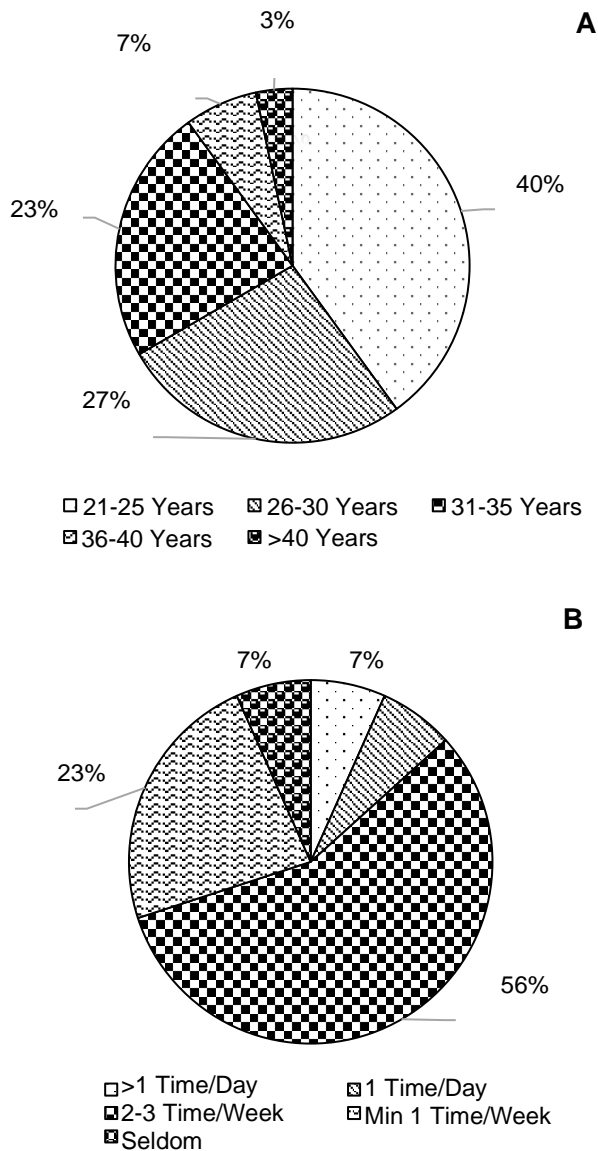 3%
A
7%
40%
23%
27%
21-25 Years 26-30 Years 31-35 Years
36-40 Years >40 Years
B
7% 7%
23%
56%
>1 Time/Day 1 Time/Day
2-3 Time/Week Min 1 Time/Week
Seldom